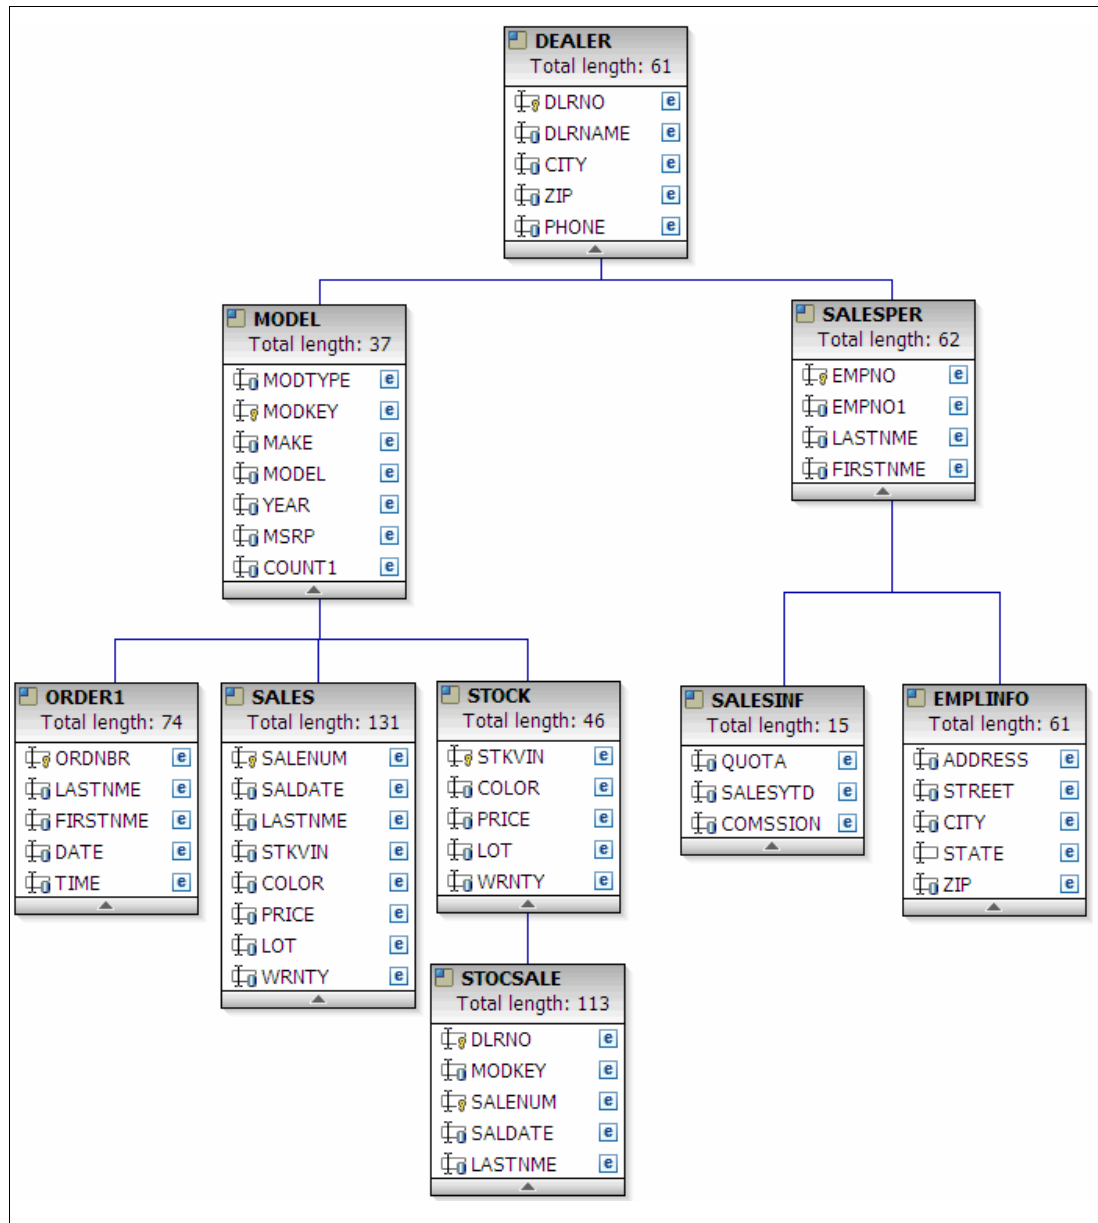 DEALER
Total length: 61
DLRNO e
DLRNAME e
CITY e
ZIP e
PHONE e
MODEL
Total length: 37
MODTYPE e
MODKEY e
MAKE e
MODEL e
YEAR e
MSRP e
COUNT1 e
SALESPER
Total length: 62
EMPNO e
EMPNO1 e
LASTNME e
FIRSTNME e
ORDER1
Total length: 74
ORDNBR e
LASTNME e
FIRSTNME e
DATE e
TIME e
SALES
Total length: 131
SALENUM e
SALDATE e
LASTNME e
STKVIN e
COLOR e
PRICE e
LOT e
WRNTY e
STOCK
Total length: 46
STKVIN e
COLOR e
PRICE e
LOT e
WRNTY e
SALESINF
Total length: 15
QUOTA e
SALESYTD e
COMSSION e
EMPLINFO
Total length: 61
ADDRESS e
STREET e
CITY e
STATE e
ZIP e
STOCSALE
Total length: 113
DLRNO e
MODKEY e
SALENUM e
SALDATE e
LASTNME e